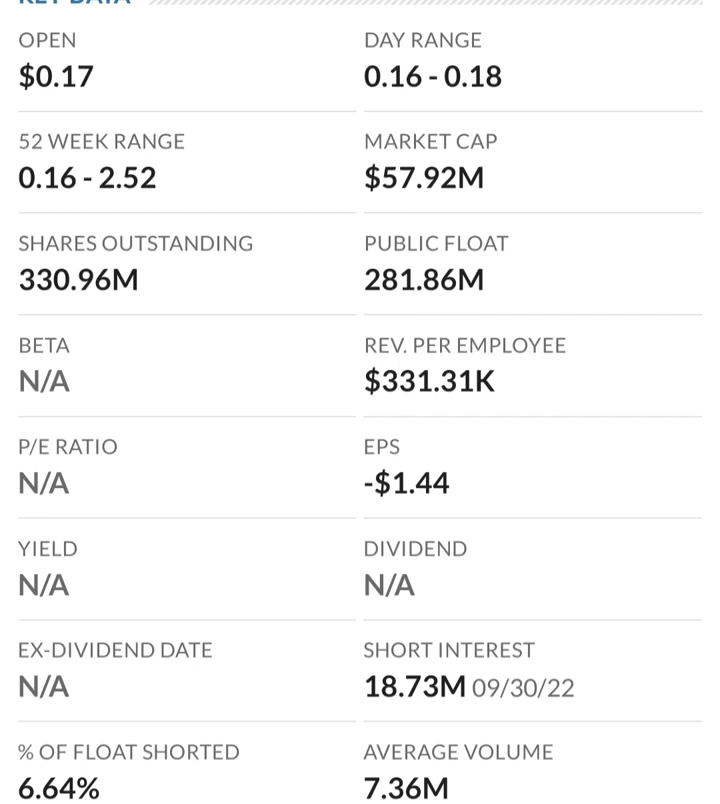 KEY DATA
OPEN
$0.17
DAY RANGE
0.16 - 0.18
52 WEEK RANGE
0.16 - 2.52
MARKET CAP
$57.92M
SHARES OUTSTANDING
330.96M
PUBLIC FLOAT
281.86M
BETA
N/A
REV. PER EMPLOYEE
$331.31K
P/E RATIO
N/A
EPS
-$1.44
YIELD
N/A
DIVIDEND
N/A
EX-DIVIDEND DATE
N/A
SHORT INTEREST
18.73M 09/30/22
% OF FLOAT SHORTED
6.64%
AVERAGE VOLUME
7.36M